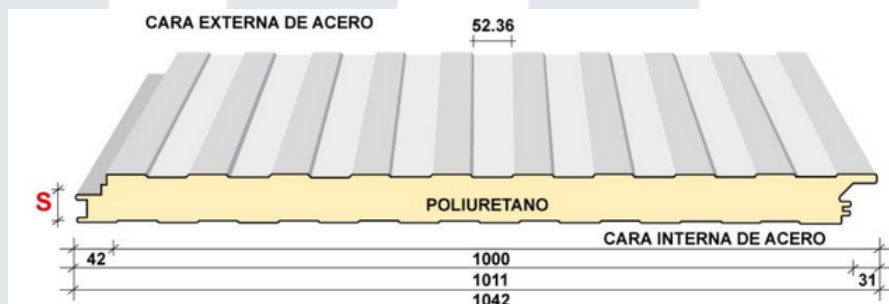 CARA EXTERNA DE ACERO
52.36
S
POLIURETANO
CARA INTERNA DE ACERO
42
1000
31
1011
1042